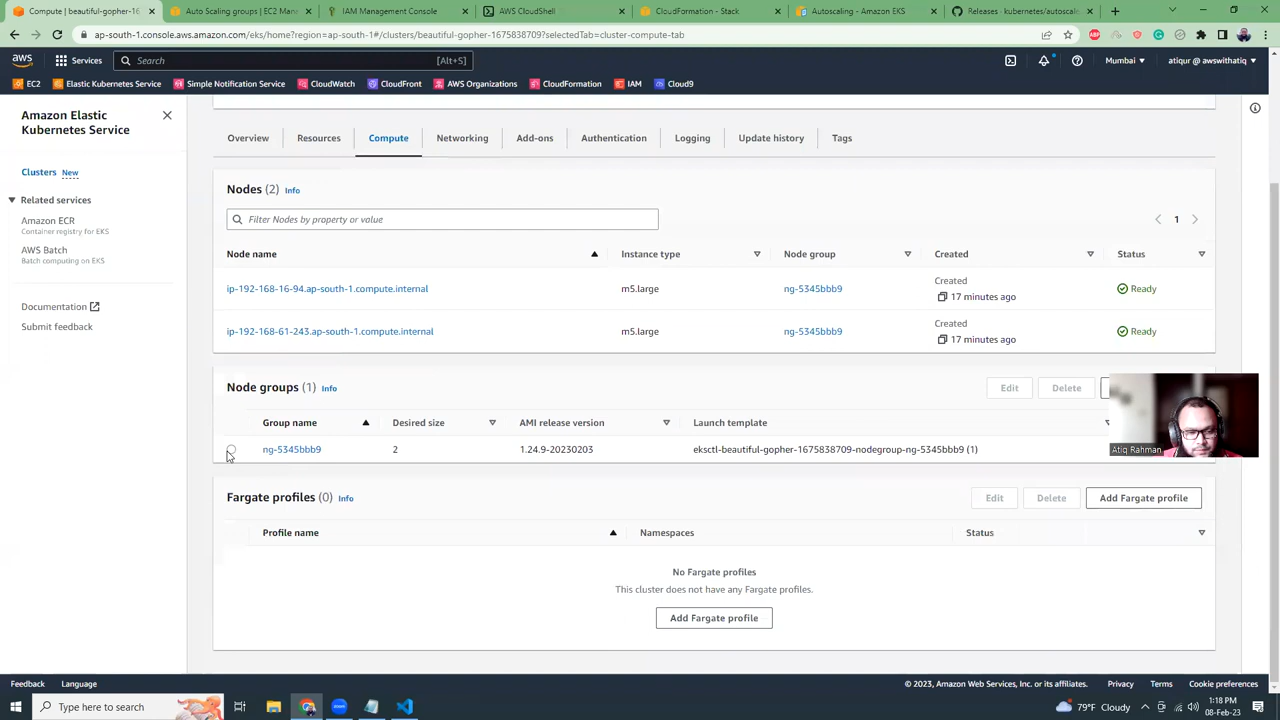 Compute | beautiful-gopher-16
Stacks
Autoscaling groups | EC2 Man
IAM Management Console
AWS CloudShell
CloudFormation - Stack
Autoscaling - Amazon EKS
Kubernetes/autoscale
ap-south-1.console.aws.amazon.com/eks/home?region=ap-south-1#/clusters/beautiful-gopher-1675838709?selectedTab=cluster-compute-tab
aws
Services
Search
[Alt+S]
Mumbai ▼
atiqur @ awswithatiq ▼
EC2
Elastic Kubernetes Service
Simple Notification Service
CloudWatch
CloudFront
AWS Organizations
CloudFormation
IAM
Cloud9
Amazon Elastic
Kubernetes Service
Clusters New
Related services
Amazon ECR
Container registry for EKS
AWS Batch
Batch computing on EKS
Documentation
Submit feedback
Overview
Resources
Compute
Networking
Add-ons
Authentication
Logging
Update history
Tags
Nodes (2) Info
Filter Nodes by property or value
1
Node name
Instance type
Node group
Created
Status
ip-192-168-16-94.ap-south-1.compute.internal
m5.large
ng-5345bbb9
Created
17 minutes ago
Ready
ip-192-168-61-243.ap-south-1.compute.internal
m5.large
ng-5345bbb9
Created
17 minutes ago
Ready
Node groups (1) Info
Edit
Delete
Group name
Desired size
AMI release version
Launch template
ng-5345bbb9
2
1.24.9-20230203
eksctl-beautiful-gopher-1675838709-nodegroup-ng-5345bbb9 (1)
Atiq Rahman
Fargate profiles (0) Info
Edit
Delete
Add Fargate profile
Profile name
Namespaces
Status
No Fargate profiles
This cluster does not have any Fargate profiles.
Add Fargate profile
Feedback
Language
© 2023, Amazon Web Services, Inc. or its affiliates.
Privacy
Terms
Cookie preferences
Type here to search
79°F Cloudy
1:18 PM
08-Feb-23